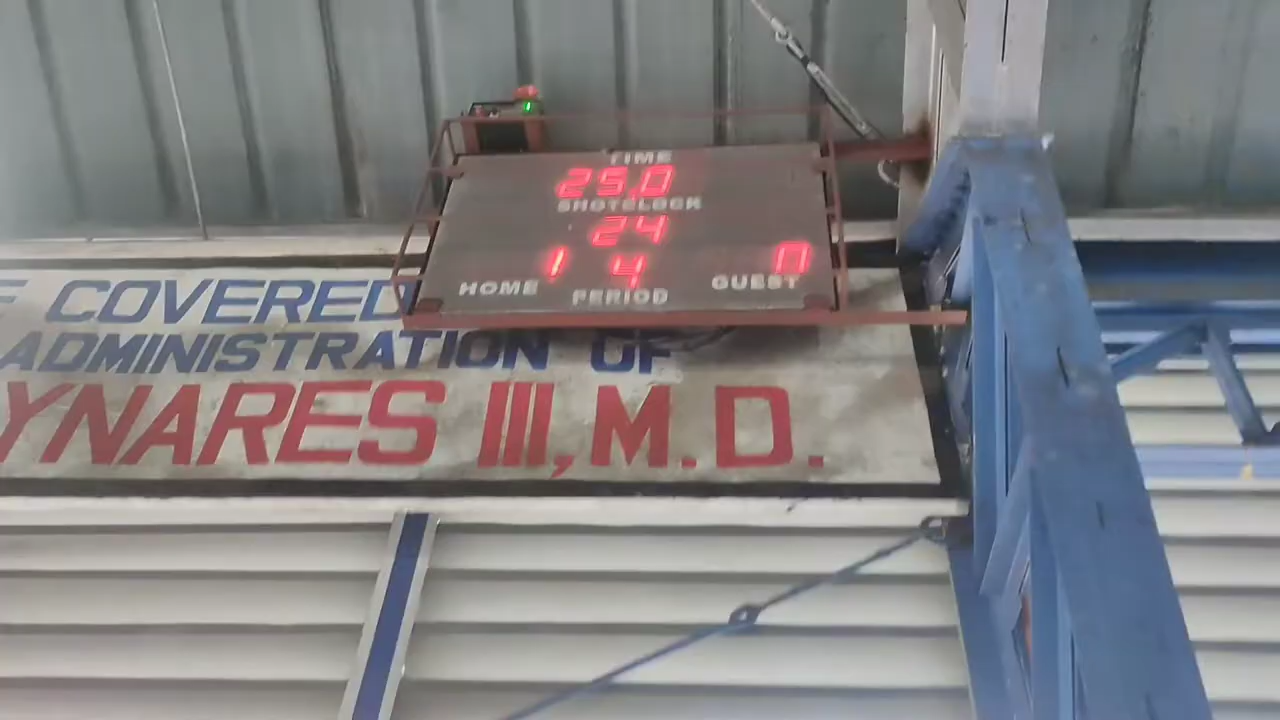 TIME
25.0
SHOTCLOCK
24
1 4 0
HOME PERIOD GUEST
E COVERED
ADMINISTRATION OF
YNARES III, M.D.